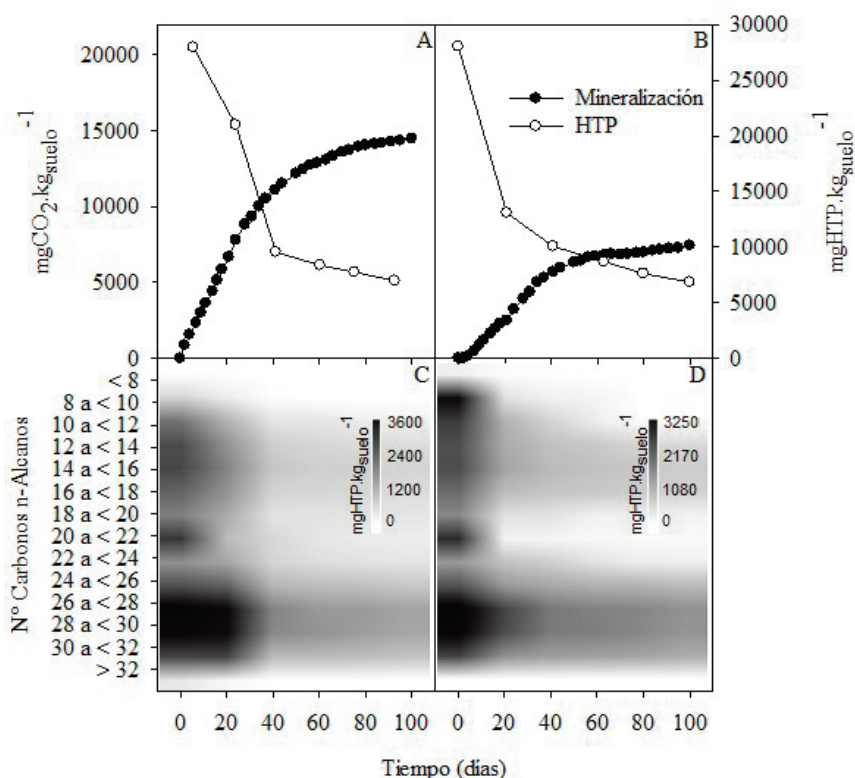 A
B
20000
15000
10000
5000
0
mgCO2.kgsuelo-1
30000
25000
20000
15000
10000
5000
0
mgHTP.kgsuelo-1
Mineralización
HTP
C
D
< 8
8 a < 10
10 a < 12
12 a < 14
14 a < 16
16 a < 18
18 a < 20
20 a < 22
22 a < 24
24 a < 26
26 a < 28
28 a < 30
30 a < 32
> 32
Nº Carbonos n-Alcanos
mgHTP.kgsuelo-1
3600
2400
1200
0
mgHTP.kgsuelo-1
3250
2170
1080
0
0 20 40 60 80 100
0 20 40 60 80 100
Tiempo (días)